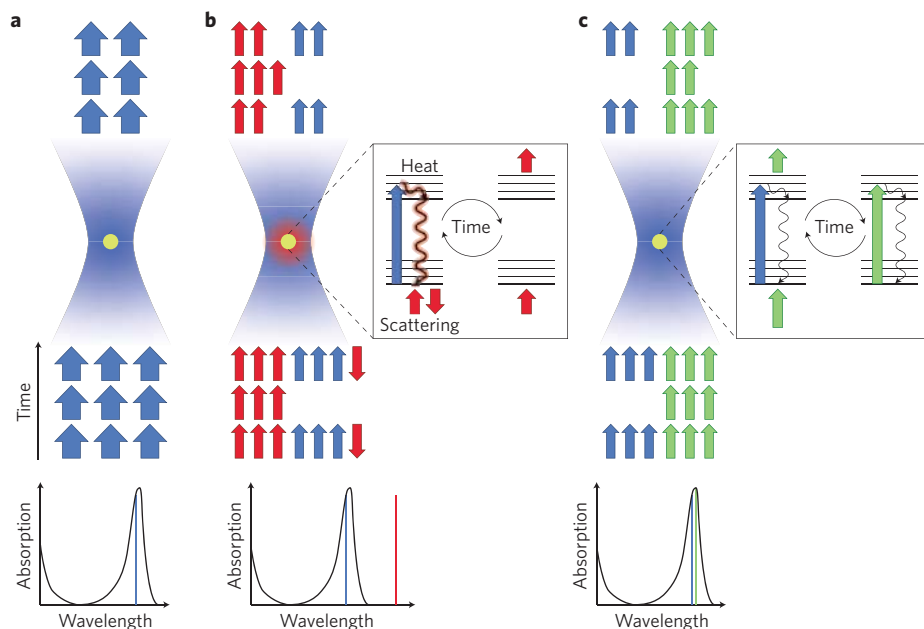 a
b
c
Heat
Time
Scattering
Time
Time
Absorption
Wavelength
Absorption
Wavelength
Absorption
Wavelength